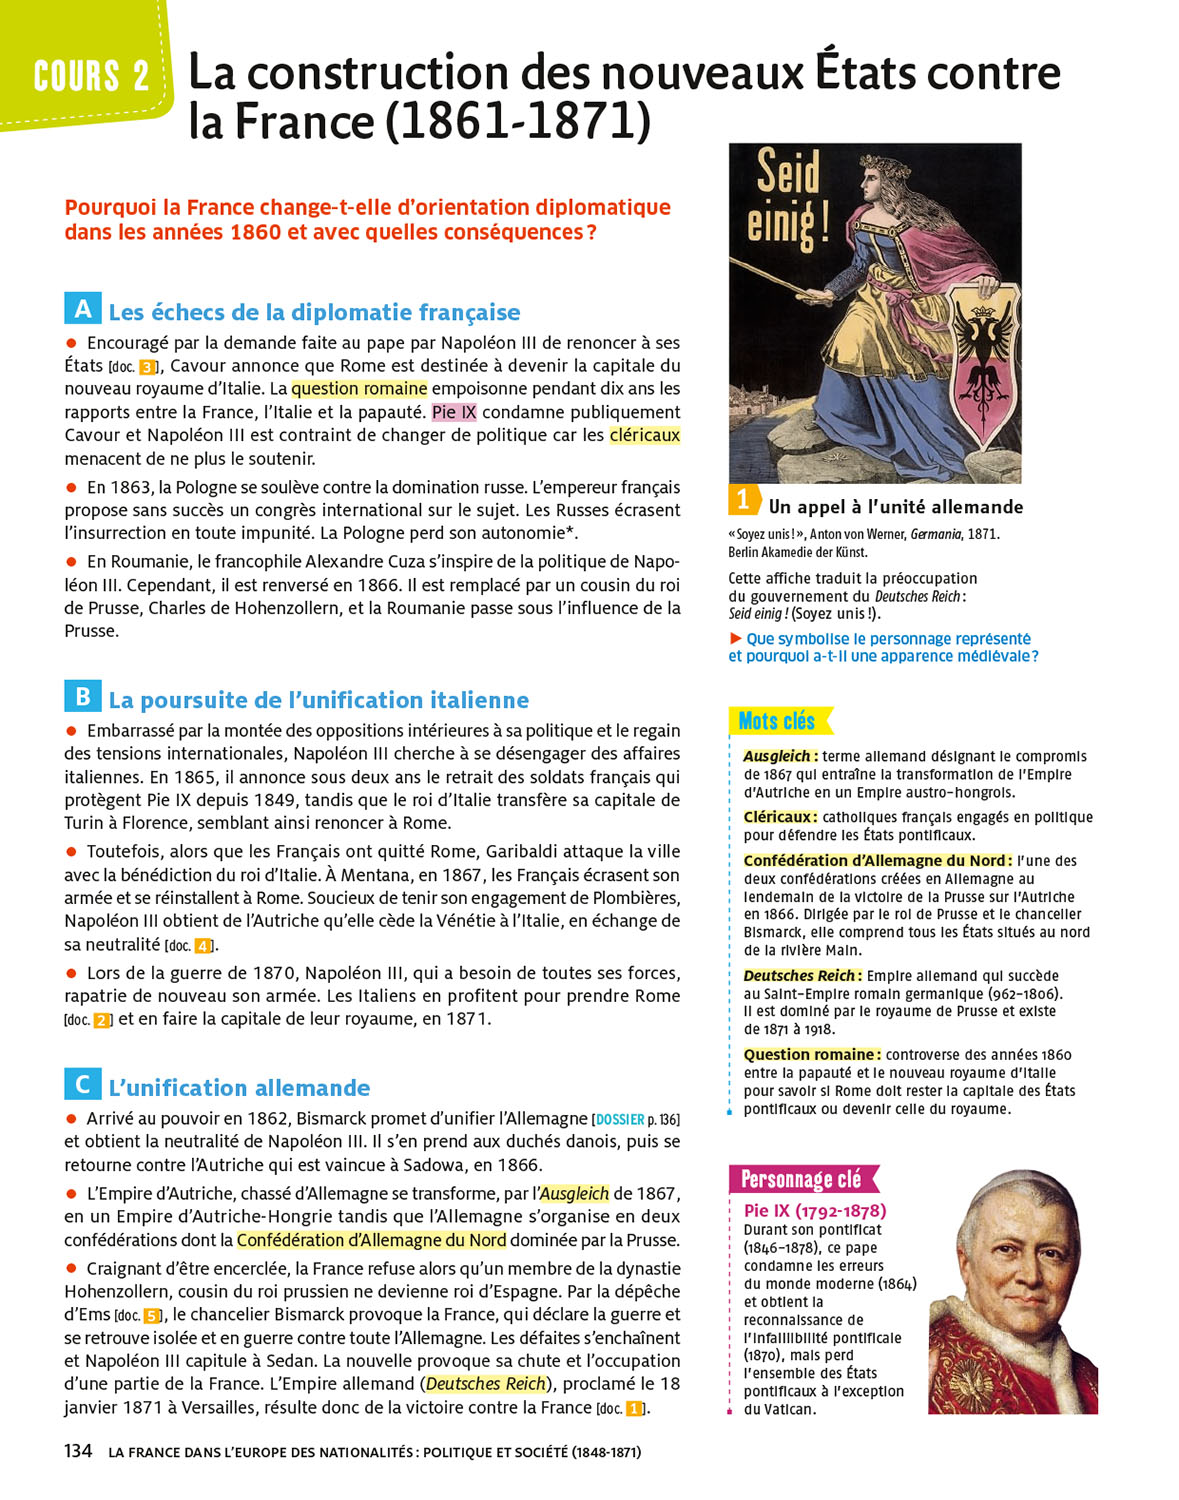 COURS 2
La construction des nouveaux États contre
la France (1861-1871)
Pourquoi la France change-t-elle d'orientation diplomatique
dans les années 1860 et avec quelles conséquences ?
A Les échecs de la diplomatie française
• Encouragé par la demande faite au pape par Napoléon III de renoncer à ses
États [doc. 3], Cavour annonce que Rome est destinée à devenir la capitale du
nouveau royaume d'Italie. La question romaine empoisonne pendant dix ans les
rapports entre la France, l'Italie et la papauté. Pie IX condamne publiquement
Cavour et Napoléon III est contraint de changer de politique car les cléricaux
menacent de ne plus le soutenir.
• En 1863, la Pologne se soulève contre la domination russe. L'empereur français
propose sans succès un congrès international sur le sujet. Les Russes écrasent
l'insurrection en toute impunité. La Pologne perd son autonomie*.
• En Roumanie, le francophile Alexandre Cuza s'inspire de la politique de Napo-
léon III. Cependant, il est renversé en 1866. Il est remplacé par un cousin du roi
de Prusse, Charles de Hohenzollern, et la Roumanie passe sous l'influence de la
Prusse.
B La poursuite de l'unification italienne
• Embarrassé par la montée des oppositions intérieures à sa politique et le regain
des tensions internationales, Napoléon III cherche à se désengager des affaires
italiennes. En 1865, il annonce sous deux ans le retrait des soldats français qui
protègent Pie IX depuis 1849, tandis que le roi d'Italie transfère sa capitale de
Turin à Florence, semblant ainsi renoncer à Rome.
• Toutefois, alors que les Français ont quitté Rome, Garibaldi attaque la ville
avec la bénédiction du roi d'Italie. À Mentana, en 1867, les Français écrasent son
armée et se réinstallent à Rome. Soucieux de tenir son engagement de Plombières,
Napoléon III obtient de l'Autriche qu'elle cède la Vénétie à l'Italie, en échange de
sa neutralité [doc. 4].
• Lors de la guerre de 1870, Napoléon III, qui a besoin de toutes ses forces,
rapatrie de nouveau son armée. Les Italiens en profitent pour prendre Rome
[doc. 2] et en faire la capitale de leur royaume, en 1871.
C L'unification allemande
• Arrivé au pouvoir en 1862, Bismarck promet d'unifier l'Allemagne [DOSSIER p. 136]
et obtient la neutralité de Napoléon III. Il s'en prend aux duchés danois, puis se
retourne contre l'Autriche qui est vaincue à Sadowa, en 1866.
• L'Empire d'Autriche, chassé d'Allemagne se transforme, par l'Ausgleich de 1867,
en un Empire d'Autriche-Hongrie tandis que l'Allemagne s'organise en deux
confédérations dont la Confédération d'Allemagne du Nord dominée par la Prusse.
• Craignant d'être encerclée, la France refuse alors qu'un membre de la dynastie
Hohenzollern, cousin du roi prussien ne devienne roi d'Espagne. Par la dépêche
d'Ems [doc. 5], le chancelier Bismarck provoque la France, qui déclare la guerre et
se retrouve isolée et en guerre contre toute l'Allemagne. Les défaites s'enchaînent
et Napoléon III capitule à Sedan. La nouvelle provoque sa chute et l'occupation
d'une partie de la France. L'Empire allemand (Deutsches Reich), proclamé le 18
janvier 1871 à Versailles, résulte donc de la victoire contre la France [doc. 1].
Seid
einig!
1 Un appel à l'unité allemande
« Soyez unis ! », Anton von Werner, Germania, 1871.
Berlin Akamedie der Künst.
Cette affiche traduit la préoccupation
du gouvernement du Deutsches Reich :
Seid einig ! (Soyez unis !).
► Que symbolise le personnage représenté
et pourquoi a-t-il une apparence médiévale ?
Mots clés
Ausgleich : terme allemand désignant le compromis
de 1867 qui entraîne la transformation de l'Empire
d'Autriche en un Empire austro-hongrois.
Cléricaux : catholiques français engagés en politique
pour défendre les États pontificaux.
Confédération d'Allemagne du Nord : l'une des
deux confédérations créées en Allemagne au
lendemain de la victoire de la Prusse sur l'Autriche
en 1866. Dirigée par le roi de Prusse et le chancelier
Bismarck, elle comprend tous les États situés au nord
de la rivière Main.
Deutsches Reich : Empire allemand qui succède
au Saint-Empire romain germanique (962-1806).
Il est dominé par le royaume de Prusse et existe
de 1871 à 1918.
Question romaine : controverse des années 1860
entre la papauté et le nouveau royaume d'Italie
pour savoir si Rome doit rester la capitale des États
pontificaux ou devenir celle du royaume.
Personnage clé
Pie IX (1792-1878)
Durant son pontificat
(1846-1878), ce pape
condamne les erreurs
du monde moderne (1864)
et obtient la
reconnaissance de
l'infaillibilité pontificale
(1870), mais perd
l'ensemble des États
pontificaux à l'exception
du Vatican.
134 LA FRANCE DANS L'EUROPE DES NATIONALITÉS : POLITIQUE ET SOCIÉTÉ (1848-1871)